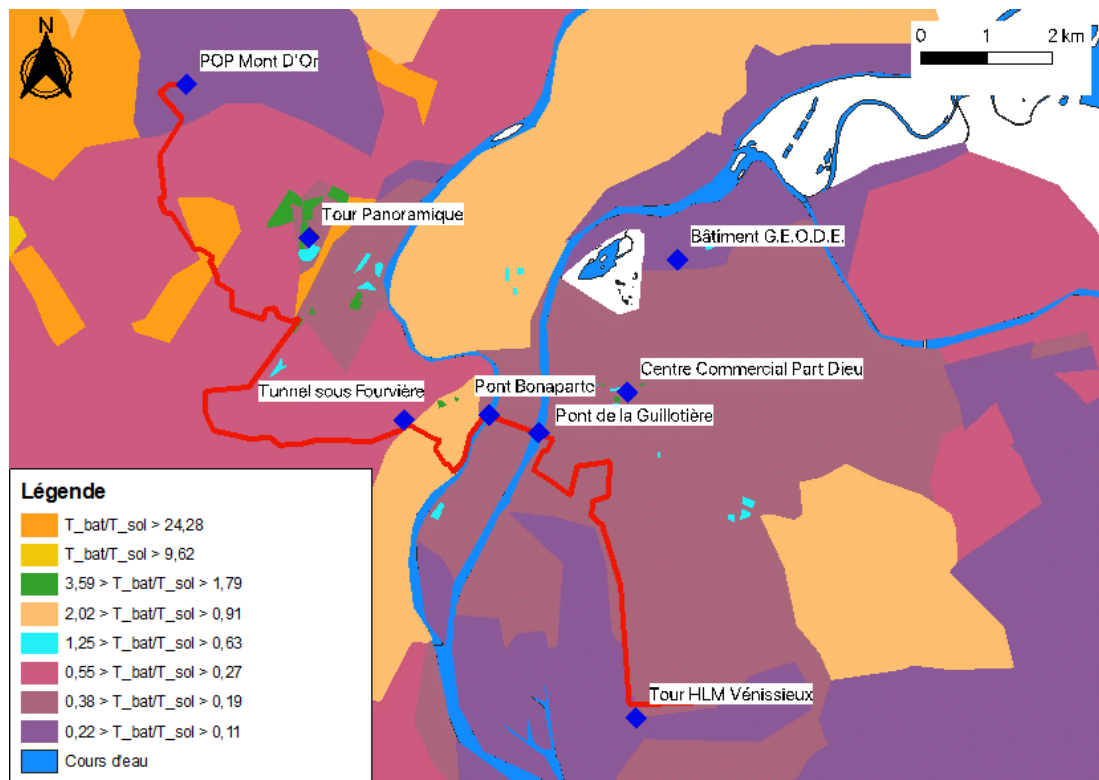 N
0 1 2 km
POP Mont D'Or
Tour Panoramique
Bâtiment G.E.O.D.E.
Centre Commercial Part Dieu
Tunnel sous Fourvière
Pont Bonaparte
Pont de la Guillotière
Tour HLM Vénissieux
Légende
T_bat/T_sol > 24,28
T_bat/T_sol > 9,62
3,59 > T_bat/T_sol > 1,79
2,02 > T_bat/T_sol > 0,91
1,25 > T_bat/T_sol > 0,63
0,55 > T_bat/T_sol > 0,27
0,38 > T_bat/T_sol > 0,19
0,22 > T_bat/T_sol > 0,11
Cours d'eau